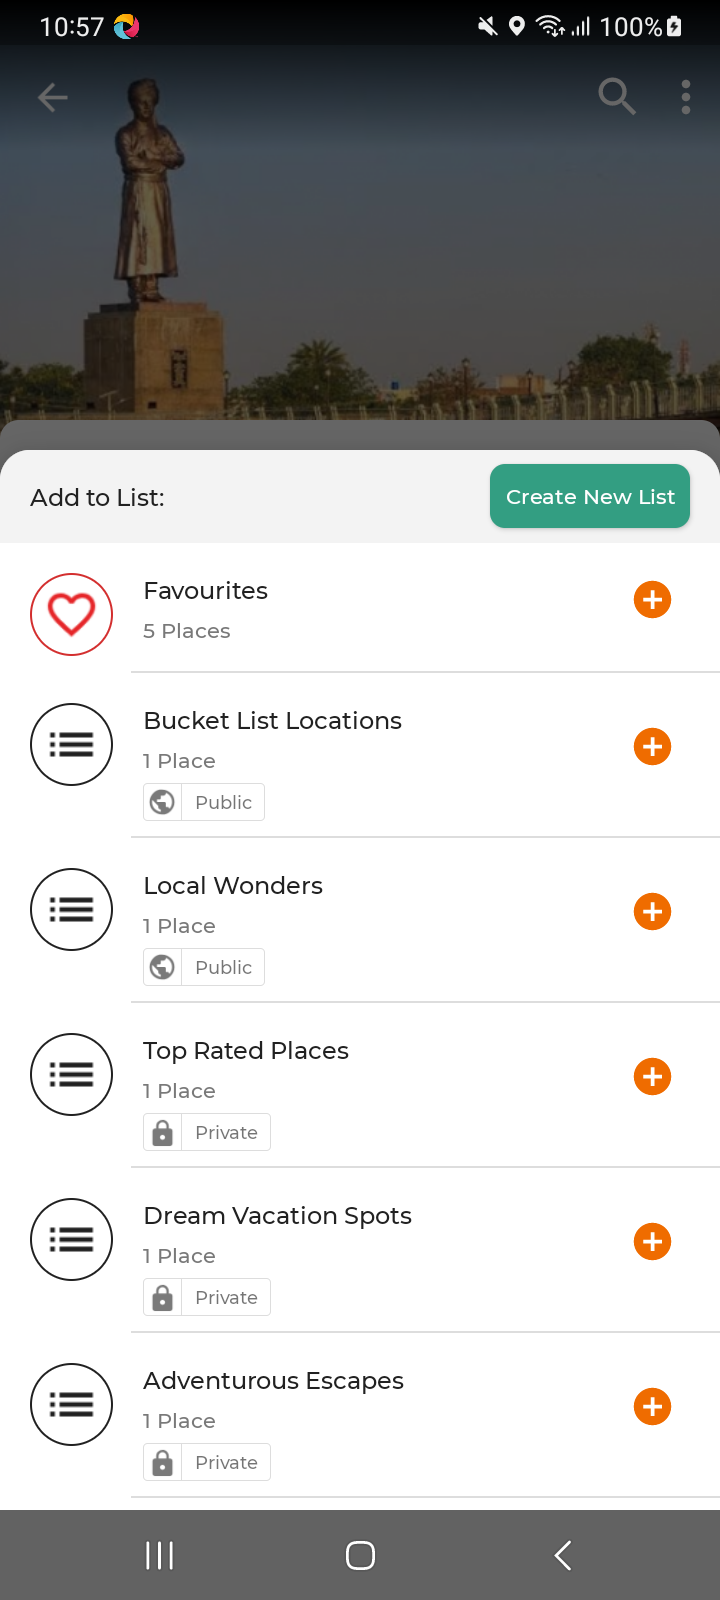 10:57
100%
Add to List:
Create New List
Favourites
5 Places
Bucket List Locations
1 Place
Public
Local Wonders
1 Place
Public
Top Rated Places
1 Place
Private
Dream Vacation Spots
1 Place
Private
Adventurous Escapes
1 Place
Private